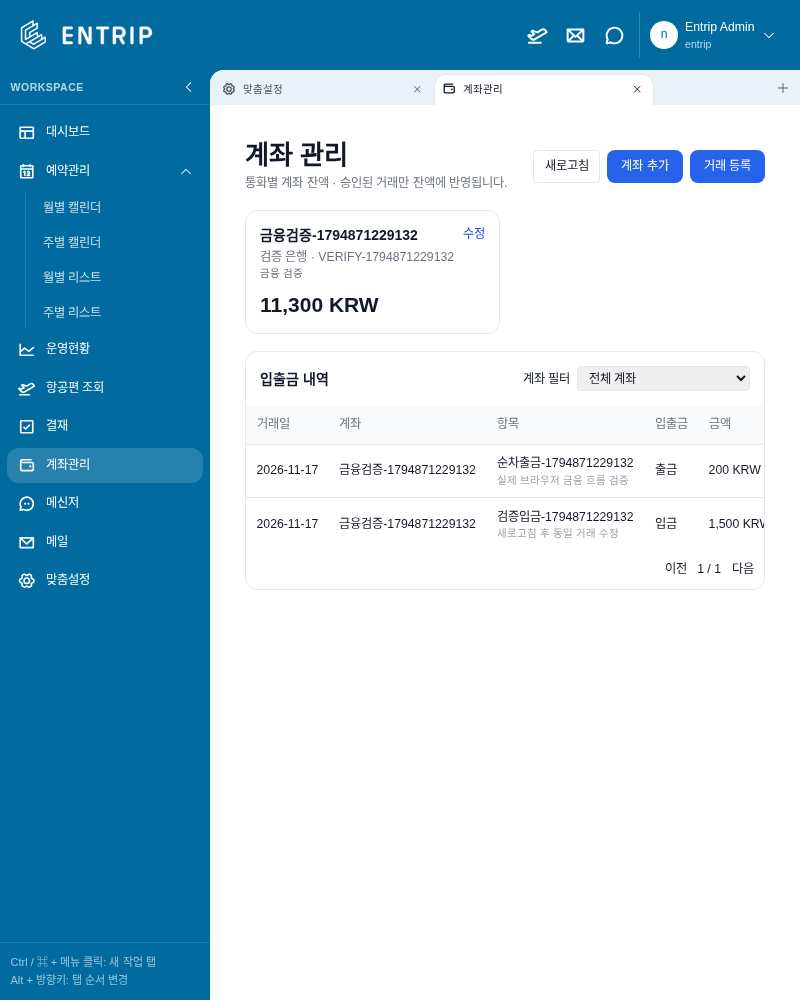 ENTRIP
n
Entrip Admin
entrip
WORKSPACE
맞춤설정
계좌관리
대시보드
예약관리
월별 캘린더
주별 캘린더
월별 리스트
주별 리스트
운영현황
항공편 조회
결재
계좌관리
메신저
메일
맞춤설정
Ctrl / ⌘ + 메뉴 클릭: 새 작업 탭
Alt + 방향키: 탭 순서 변경
계좌 관리
통화별 계좌 잔액 · 승인된 거래만 잔액에 반영됩니다.
새로고침
계좌 추가
거래 등록
금융검증-1794871229132
수정
검증 은행 · VERIFY-1794871229132
금융 검증
11,300 KRW
입출금 내역
계좌 필터
전체 계좌
거래일 계좌 항목 입출금 금액
2026-11-17 금융검증-1794871229132 순차출금-1794871229132 출금 200 KRW
실제 브라우저 금융 흐름 검증
2026-11-17 금융검증-1794871229132 검증입금-1794871229132 입금 1,500 KRW
새로고침 후 동일 거래 수정
이전 1 / 1 다음